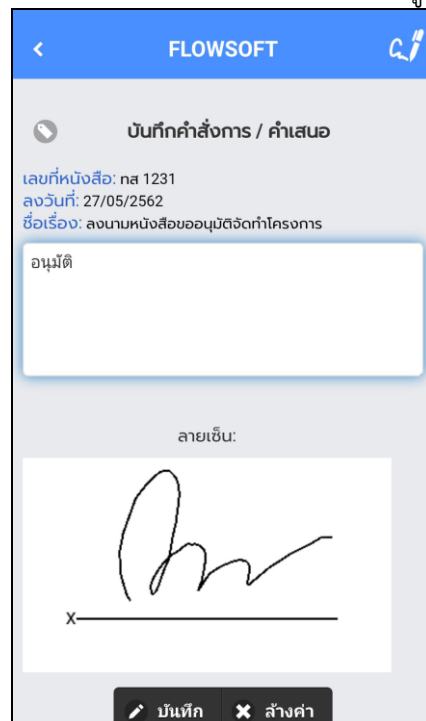 FLOWSOFT
บันทึกคำสั่งการ / คำเสนอ
เลขที่หนังสือ: ทส 1231
ลงวันที่: 27/05/2562
ชื่อเรื่อง: ลงนามหนังสือขออนุมัติจัดทำโครงการ
อนุมัติ
ลายเซ็น:
X
บันทึก ล้างค่า